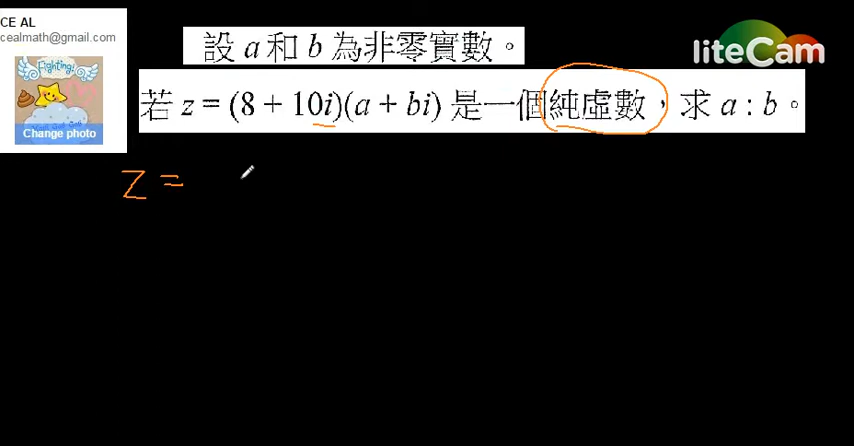 CE AL
cealmath@gmail.com
Fighting!
Change photo
liteCam
設 a 和 b 為非零實數。
若 z = (8 + 10i)(a + bi) 是一個純虛數，求 a : b。
z =